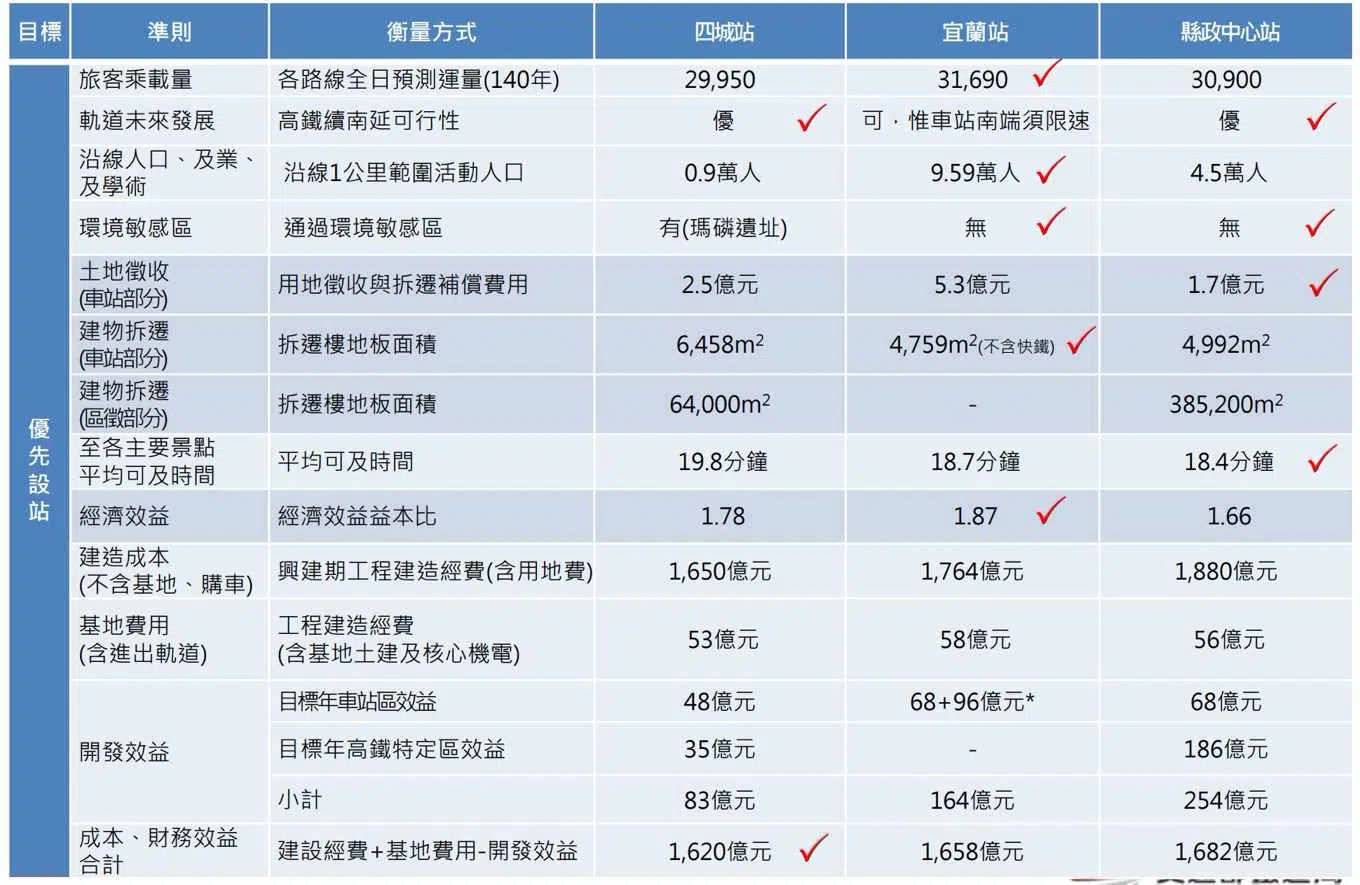 目標 準則 衡量方式 四城站 宜蘭站 縣政中心站
優先設站
旅客乘載量 各路線全日預測運量(140年) 29,950 31,690 30,900
軌道未來發展 高鐵續南延可行性 優 可，惟車站南端須限速 優
沿線人口、及業、
及學術 沿線1公里範圍活動人口 0.9萬人 9.59萬人 4.5萬人
環境敏感區 通過環境敏感區 有(瑪磷遺址) 無 無
土地徵收
(車站部分) 用地徵收與拆遷補償費用 2.5億元 5.3億元 1.7億元
建物拆遷
(車站部分) 拆遷樓地板面積 6,458m² 4,759m²(不含快鐵) 4,992m²
建物拆遷
(區徵部分) 拆遷樓地板面積 64,000m² - 385,200m²
至各主要景點
平均可及時間 平均可及時間 19.8分鐘 18.7分鐘 18.4分鐘
經濟效益 經濟效益益本比 1.78 1.87 1.66
建造成本
(不含基地、購車) 興建期工程建造經費(含用地費) 1,650億元 1,764億元 1,880億元
基地費用
(含進出軌道) 工程建造經費
(含基地土建及核心機電) 53億元 58億元 56億元
開發效益
目標年車站區效益 48億元 68+96億元* 68億元
目標年高鐵特定區效益 35億元 - 186億元
小計 83億元 164億元 254億元
成本、財務效益
合計 建設經費+基地費用-開發效益 1,620億元 1,658億元 1,682億元